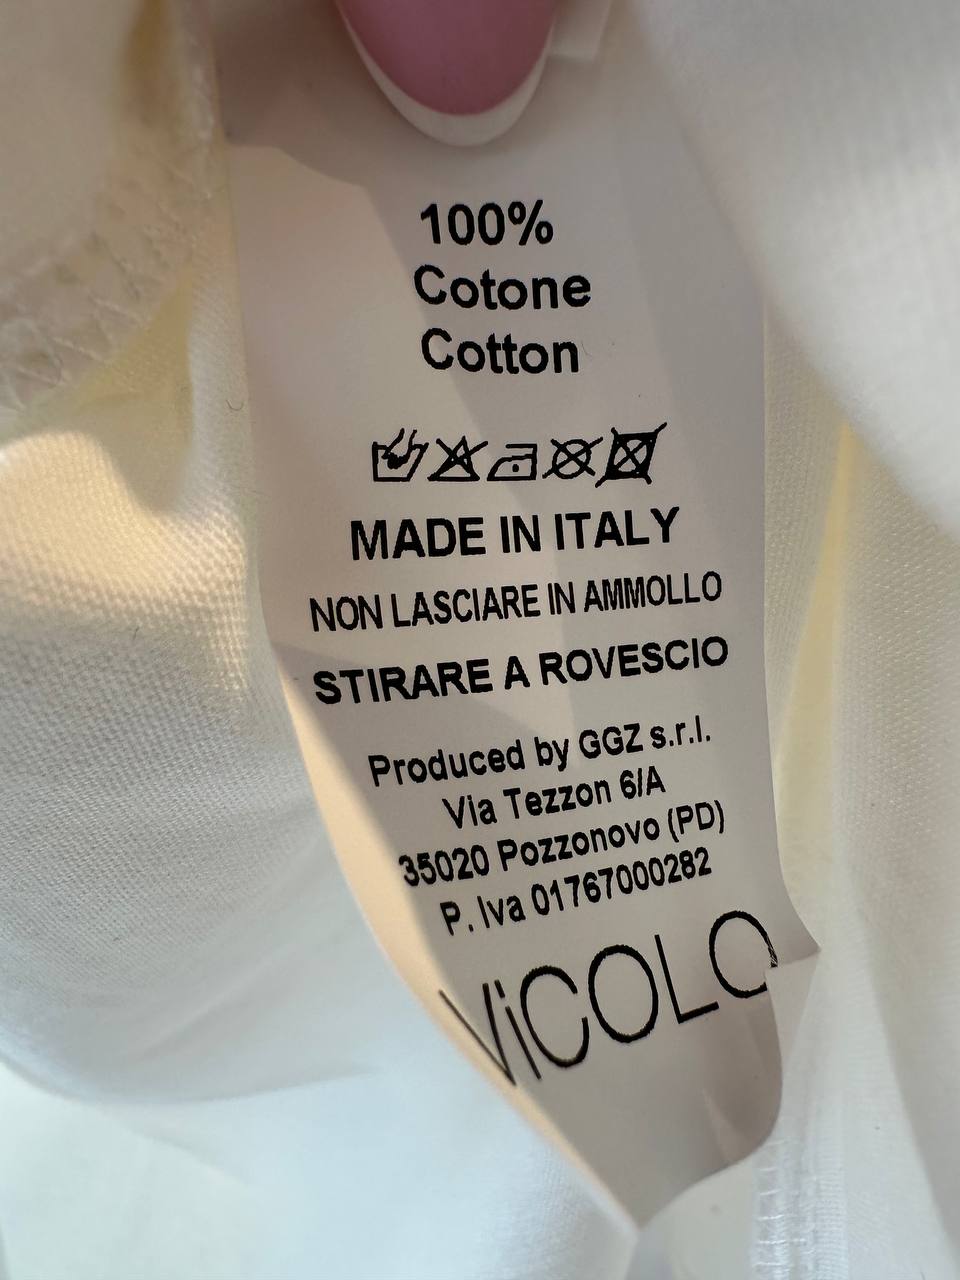 100%
Cotone
Cotton
MADE IN ITALY
NON LASCIARE IN AMMOLLO
STIRARE A ROVESCIO
Produced by GGZ s.r.l.
Via Tezzon 6/A
35020 Pozzonovo (PD)
P. Iva 01767000282
ViCOLO